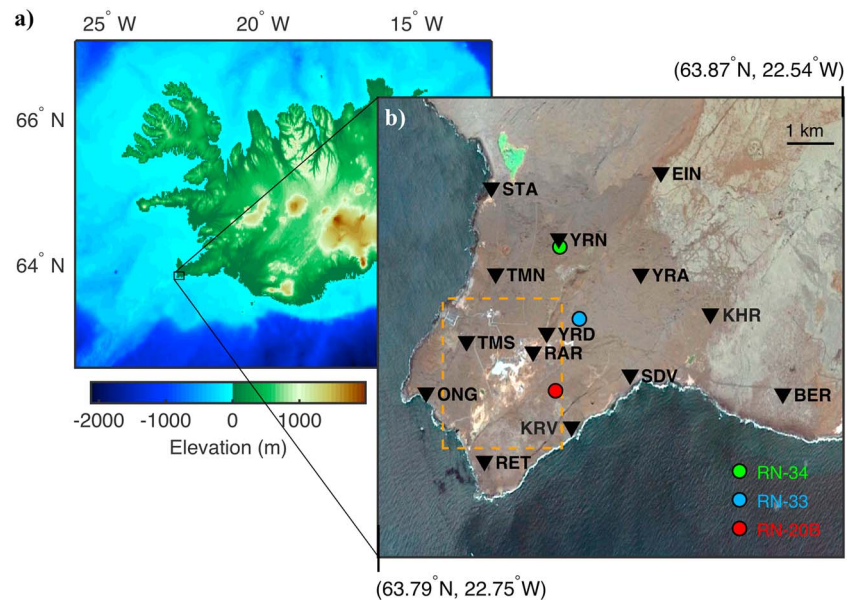 a)
25° W
20° W
15° W
66° N
64° N
-2000
-1000
0
1000
Elevation (m)
(63.87°N, 22.54°W)
b)
1 km
EIN
STA
YRN
TMN
YRA
KHR
YRD
TMS
RAR
SDV
ONG
BER
KRV
RET
RN-34
RN-33
RN-20B
(63.79°N, 22.75°W)